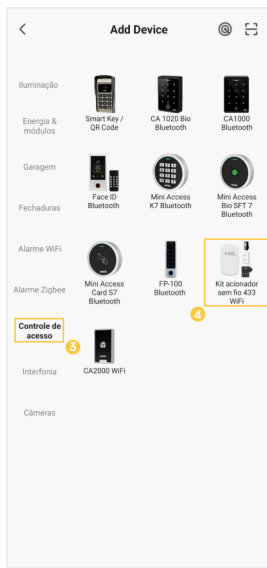 Add Device
Iluminação
Energia &
módulos
Garagem
Fechaduras
Alarme WiFi
Alarme Zigbee
Controle de
acesso
3
Interfonia
Câmeras
Smart Key /
QR Code
CA 1020 Bio
Bluetooth
CA1000
Bluetooth
Face ID
Bluetooth
Mini Access
K7 Bluetooth
Mini Access
Bio SFT 7
Bluetooth
Mini Access
Card S7
Bluetooth
FP-100
Bluetooth
Kit acionador
sem fio 433
WiFi
4
CA2000 WiFi